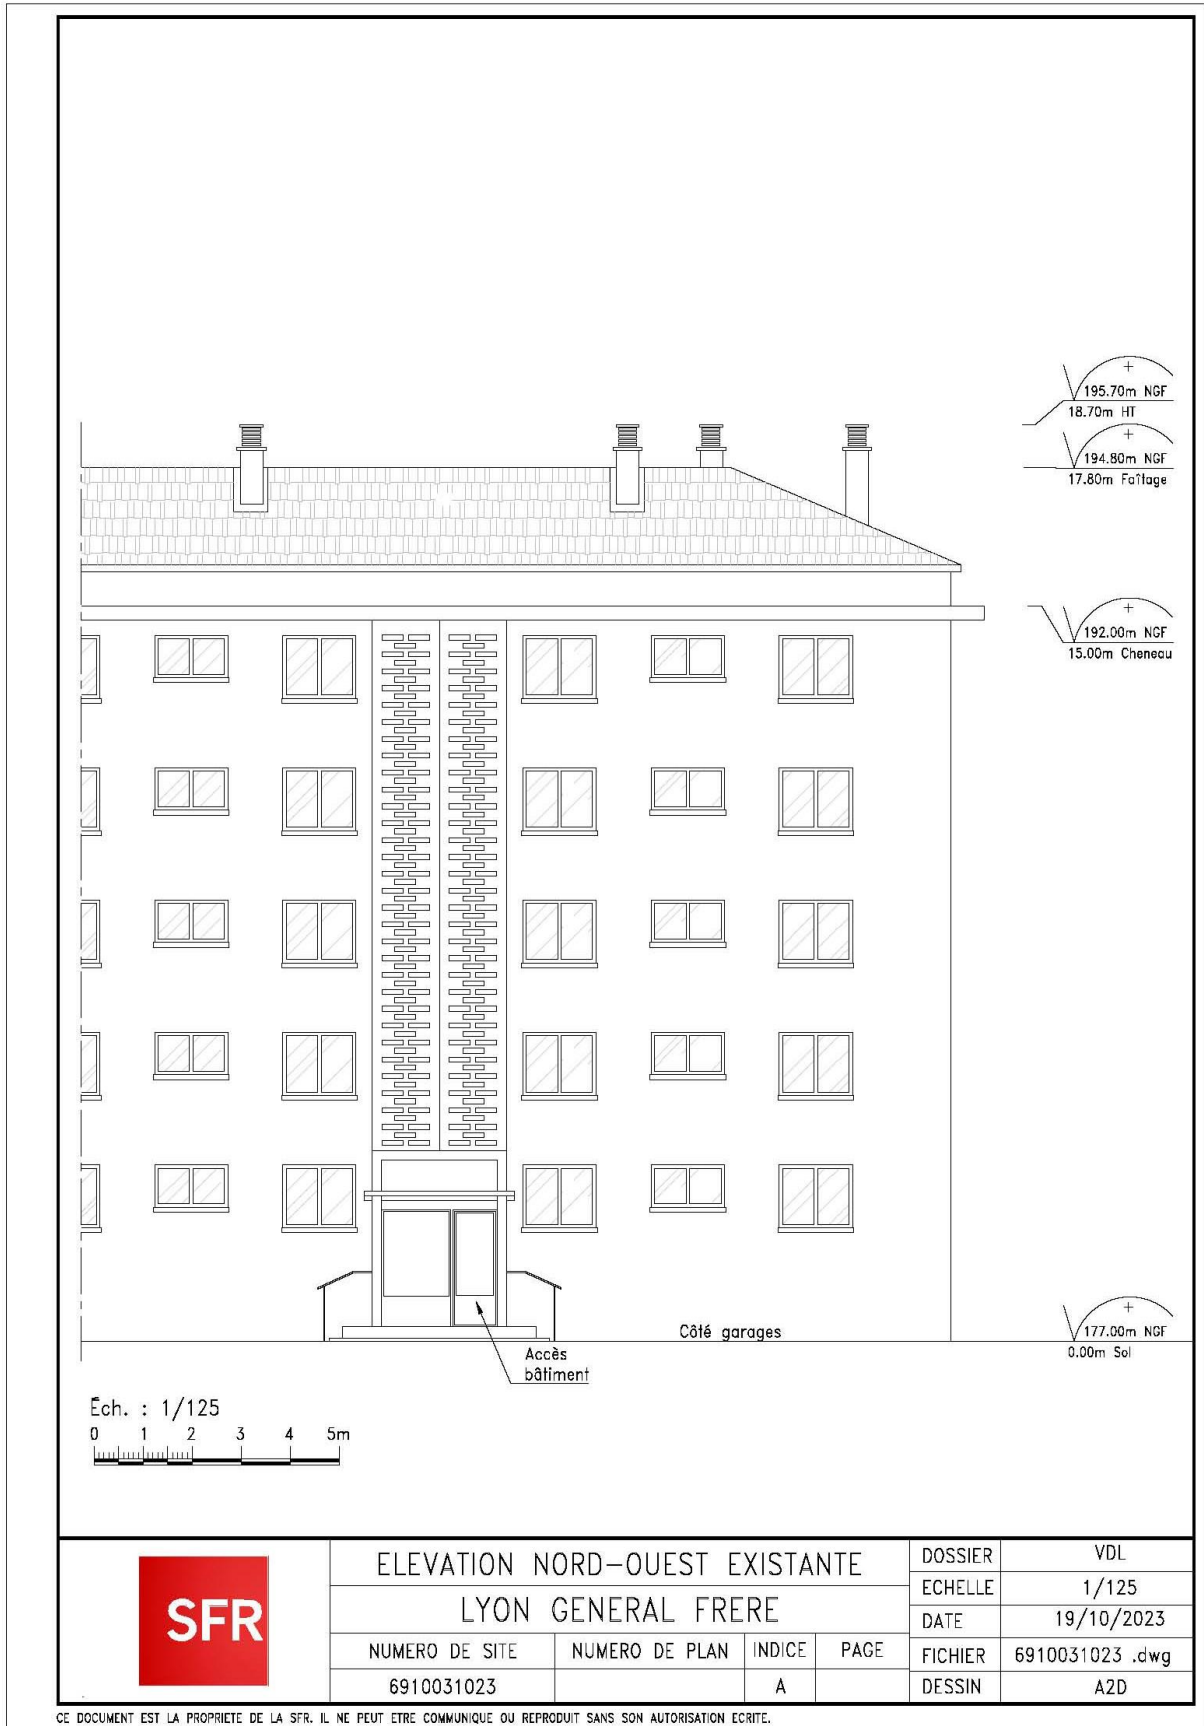 195.70m NGF
18.70m HT
194.80m NGF
17.80m Faîtage
192.00m NGF
15.00m Cheneau
Côté garages
177.00m NGF
0.00m Sol
Accès
bâtiment
Éch. : 1/125
0 1 2 3 4 5m
SFR
ELEVATION NORD-OUEST EXISTANTE
LYON GENERAL FRERE
NUMERO DE SITE NUMERO DE PLAN INDICE PAGE
6910031023 A
DOSSIER VDL
ECHELLE 1/125
DATE 19/10/2023
FICHIER 6910031023 .dwg
DESSIN A2D
CE DOCUMENT EST LA PROPRIETE DE LA SFR. IL NE PEUT ETRE COMMUNIQUE OU REPRODUIT SANS SON AUTORISATION ECRITE.